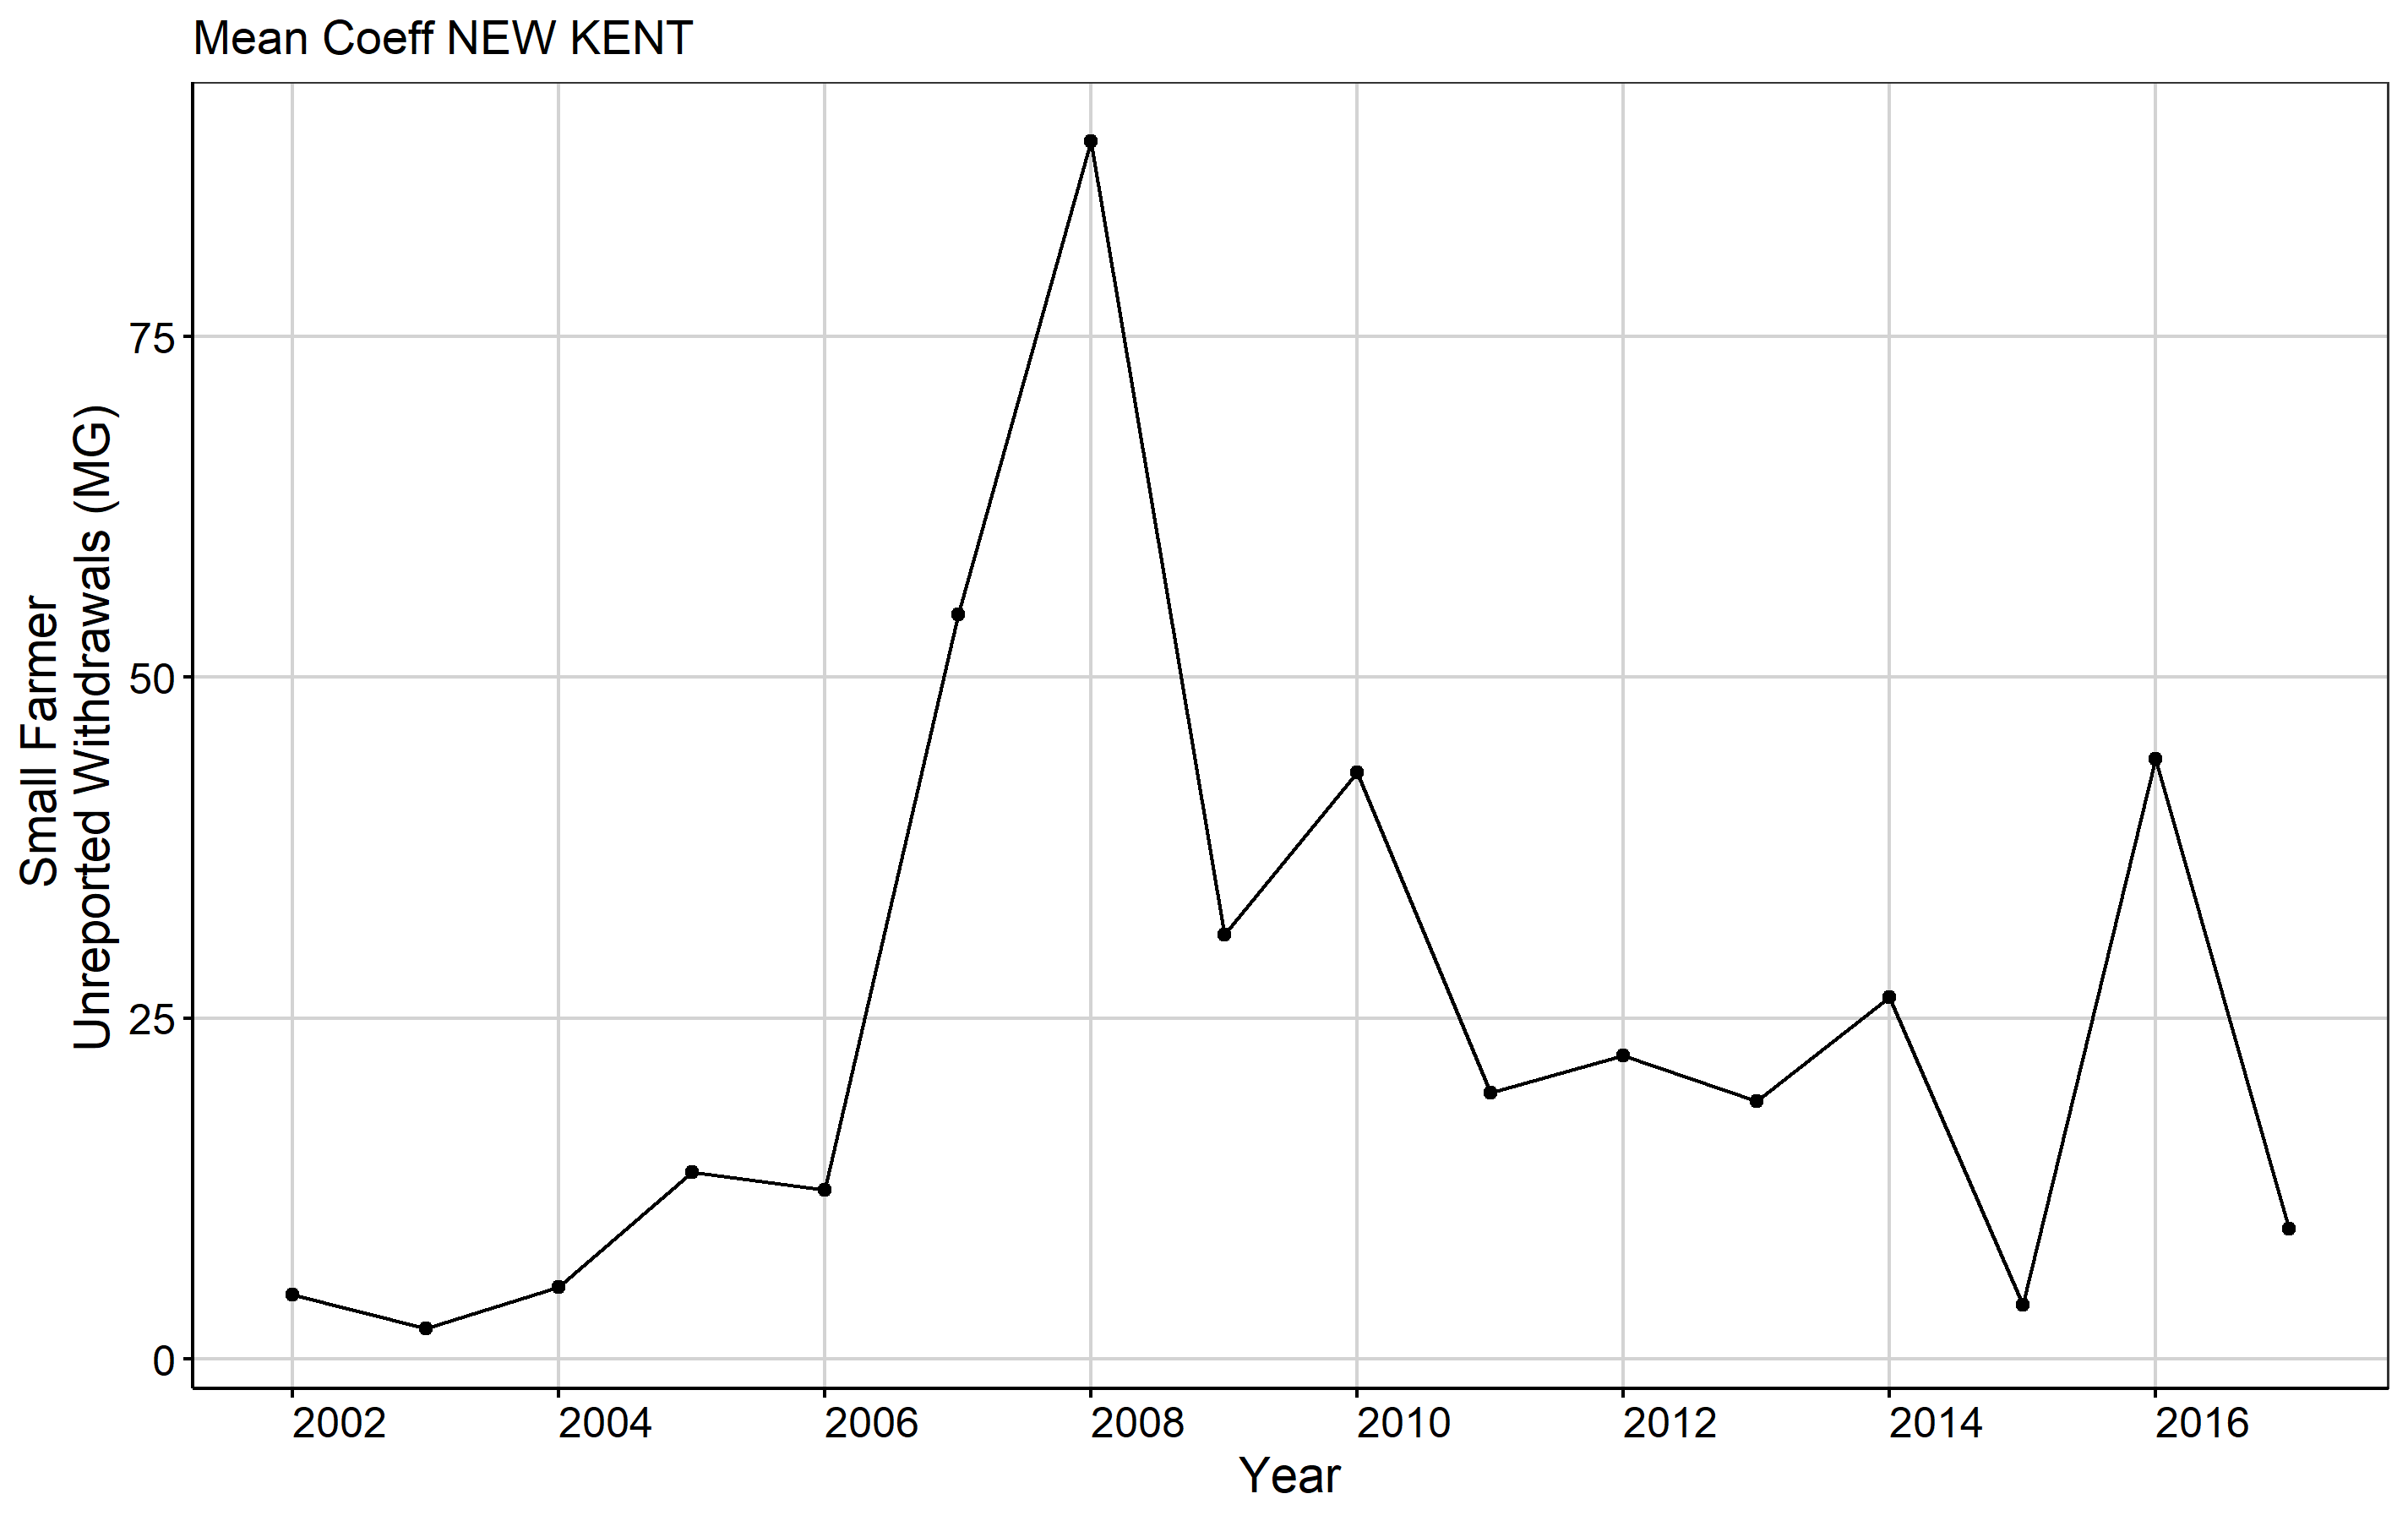 Mean Coeff NEW KENT
Small Farmer
Unreported Withdrawals (MG)
75
50
25
0
2002 2004 2006 2008 2010 2012 2014 2016
Year